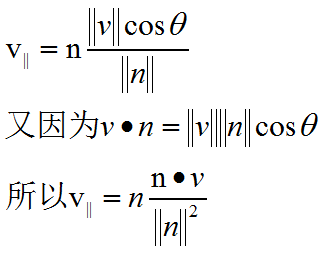 v∥ = n ‖v‖cosθ / ‖n‖
又因为v•n = ‖v‖‖n‖cosθ
所以v∥ = n n•v / ‖n‖²